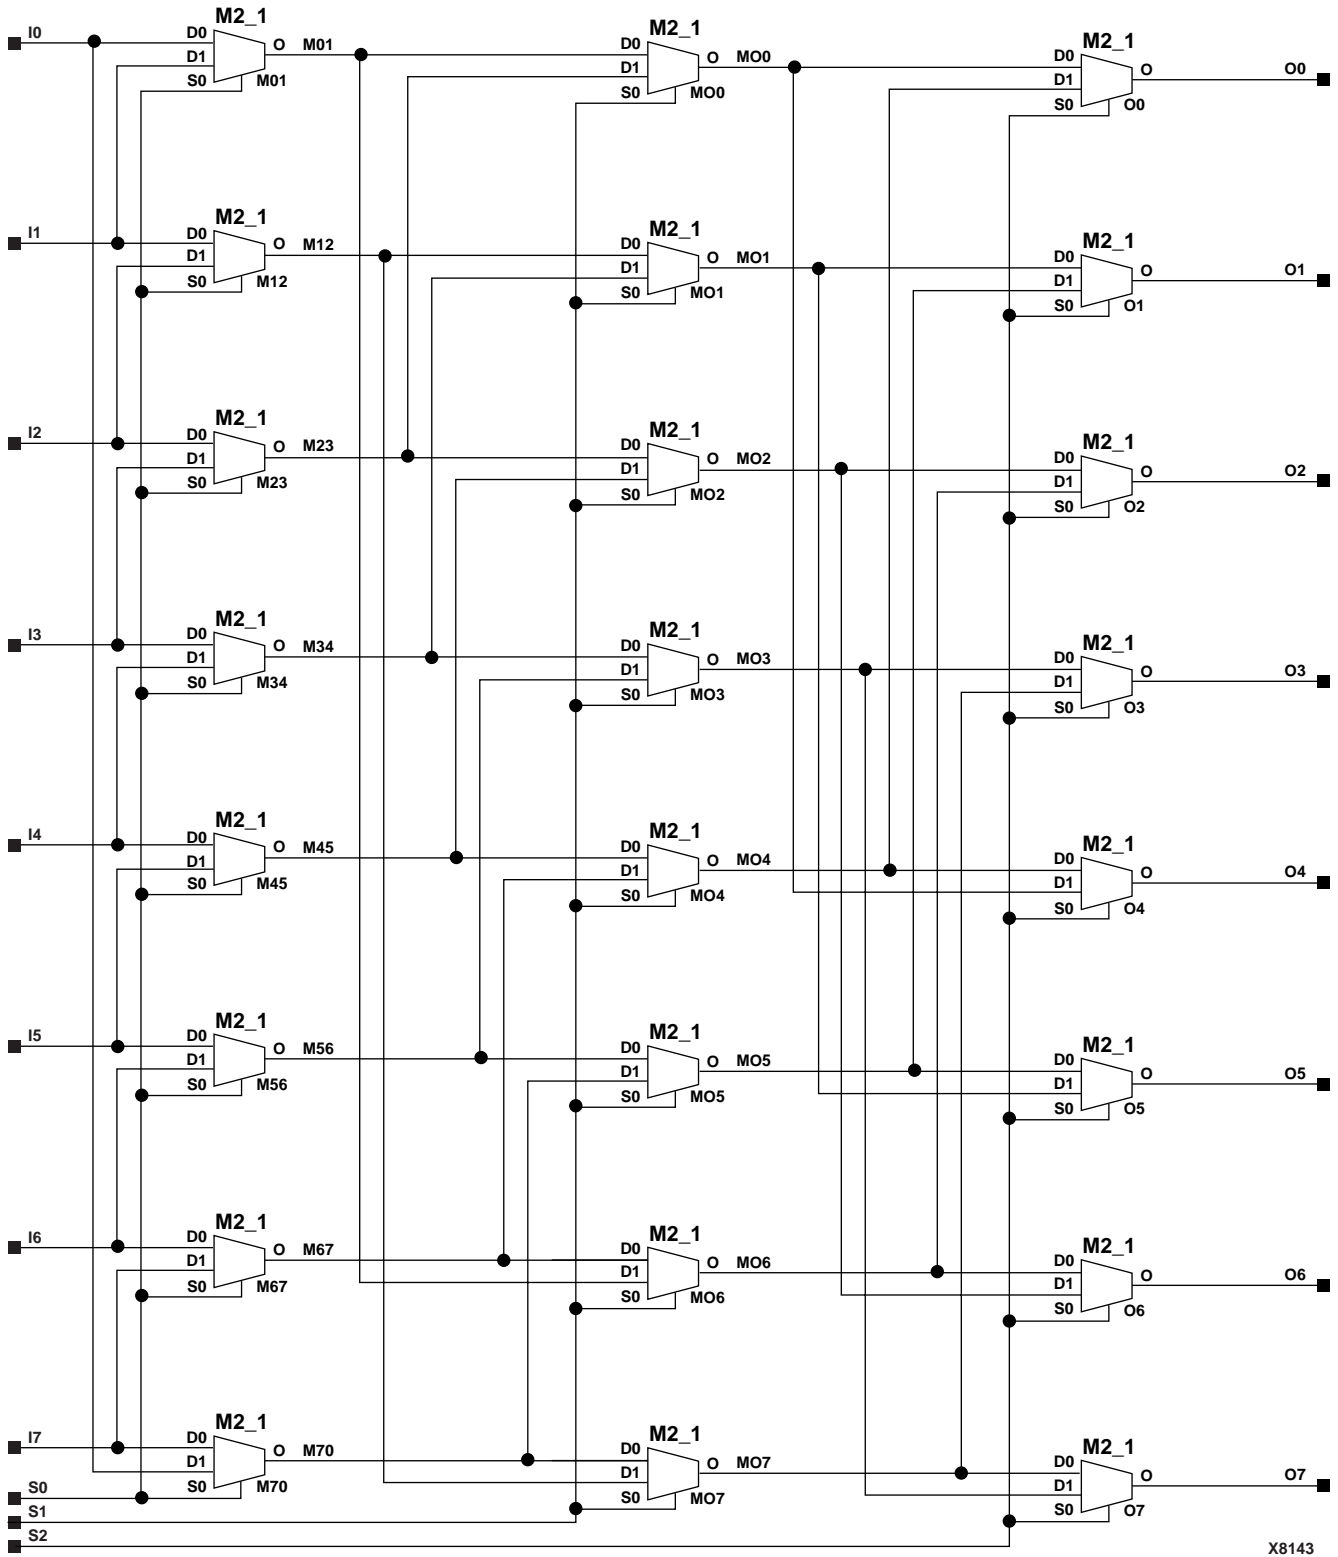 M2_1 M2_1 M2_1
I0 D0 O M01 D0 O MO0 D0 O O0
D1 D1 D1
S0 M01 S0 MO0 S0 O0
M2_1 M2_1 M2_1
I1 D0 O M12 D0 O MO1 D0 O O1
D1 D1 D1
S0 M12 S0 MO1 S0 O1
M2_1 M2_1 M2_1
I2 D0 O M23 D0 O MO2 D0 O O2
D1 D1 D1
S0 M23 S0 MO2 S0 O2
M2_1 M2_1 M2_1
I3 D0 O M34 D0 O MO3 D0 O O3
D1 D1 D1
S0 M34 S0 MO3 S0 O3
M2_1 M2_1 M2_1
I4 D0 O M45 D0 O MO4 D0 O O4
D1 D1 D1
S0 M45 S0 MO4 S0 O4
M2_1 M2_1 M2_1
I5 D0 O M56 D0 O MO5 D0 O O5
D1 D1 D1
S0 M56 S0 MO5 S0 O5
M2_1 M2_1 M2_1
I6 D0 O M67 D0 O MO6 D0 O O6
D1 D1 D1
S0 M67 S0 MO6 S0 O6
M2_1 M2_1 M2_1
I7 D0 O M70 D0 O MO7 D0 O O7
D1 D1 D1
S0 S0 M70 S0 MO7 S0 O7
S1
S2
X8143